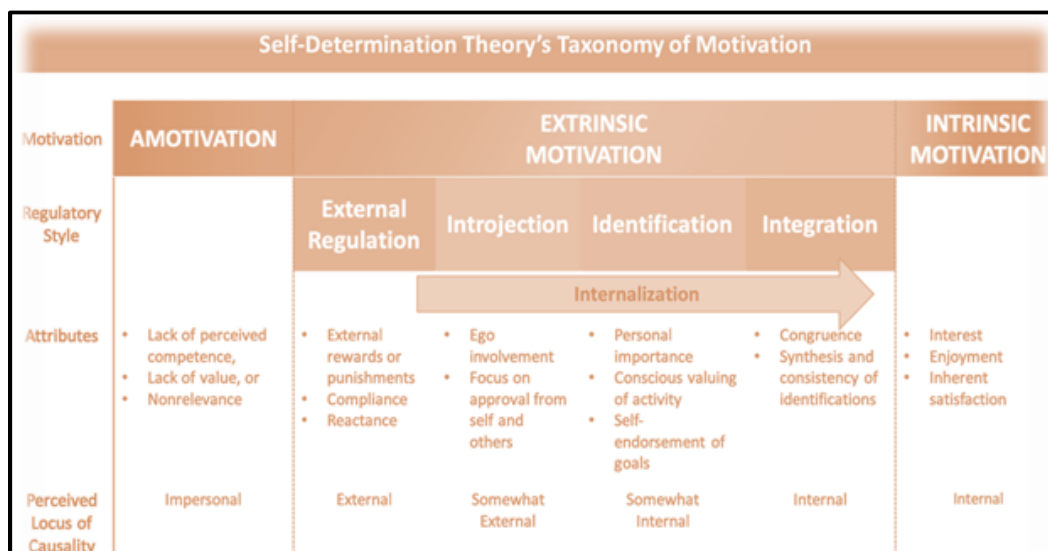 Self-Determination Theory's Taxonomy of Motivation
Motivation
AMOTIVATION
EXTRINSIC
MOTIVATION
INTRINSIC
MOTIVATION
Regulatory
Style
External
Regulation
Introjection
Identification
Integration
Internalization
Attributes
• Lack of perceived
competence,
• Lack of value, or
• Nonrelevance
• External
rewards or
punishments
• Compliance
• Reactance
• Ego
involvement
• Focus on
approval from
self and
others
• Personal
importance
• Conscious valuing
of activity
• Self-
endorsement of
goals
• Congruence
• Synthesis and
consistency of
identifications
• Interest
• Enjoyment
• Inherent
satisfaction
Perceived
Locus of
Causality
Impersonal
External
Somewhat
External
Somewhat
Internal
Internal
Internal